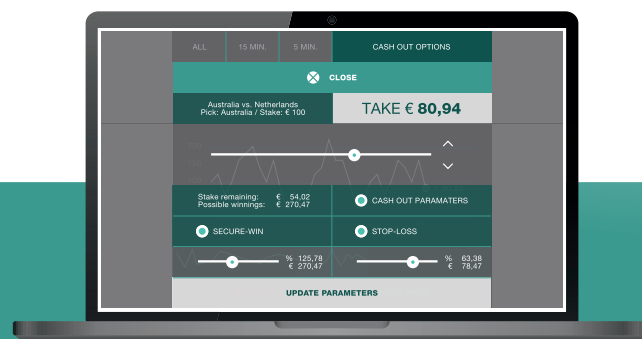 ALL 15 MIN. 5 MIN. CASH OUT OPTIONS
CLOSE
Australia vs. Netherlands
Pick: Australia / Stake: € 100
TAKE € 80,94
Stake remaining: € 54,02
Possible winnings: € 270,47
CASH OUT PARAMATERS
SECURE-WIN
STOP-LOSS
% 125,78
€ 270,47
% 63,38
€ 78,47
UPDATE PARAMETERS